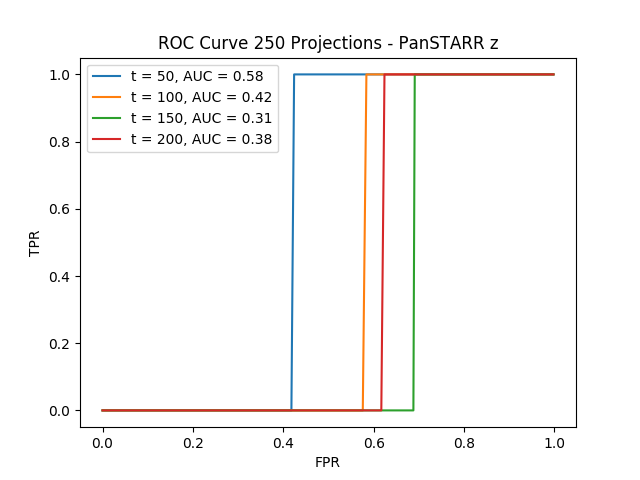 ROC Curve 250 Projections - PanSTARR z
t = 50, AUC = 0.58
t = 100, AUC = 0.42
t = 150, AUC = 0.31
t = 200, AUC = 0.38
1.0
0.8
0.6
0.4
0.2
0.0
TPR
0.0 0.2 0.4 0.6 0.8 1.0
FPR